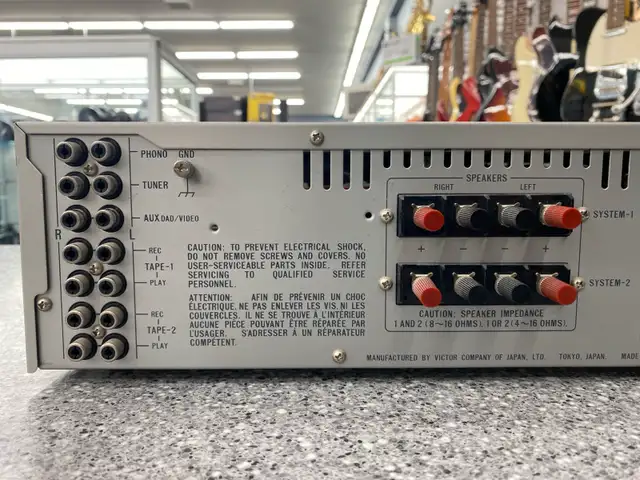 PHONO GND
TUNER
AUX DAD/VIDEO
R L
REC
TAPE-1
PLAY
REC
TAPE-2
PLAY
CAUTION: TO PREVENT ELECTRICAL SHOCK,
DO NOT REMOVE SCREWS AND COVERS. NO
USER-SERVICEABLE PARTS INSIDE. REFER
SERVICING TO QUALIFIED SERVICE
PERSONNEL.
ATTENTION: AFIN DE PRÉVENIR UN CHOC
ÉLECTRIQUE, NE PAS ENLEVER LES VIS NI LES
COUVERCLES. IL NE SE TROUVE À L'INTÉRIEUR
AUCUNE PIÈCE POUVANT ÊTRE RÉPARÉE PAR
L'USAGER. S'ADRESSER À UN RÉPARATEUR
COMPÉTENT.
SPEAKERS
RIGHT LEFT
SYSTEM-1
+ − − +
SYSTEM-2
CAUTION: SPEAKER IMPEDANCE
1 AND 2 (8～16 OHMS), 1 OR 2 (4～16 OHMS).
MANUFACTURED BY VICTOR COMPANY OF JAPAN, LTD. TOKYO, JAPAN. MADE